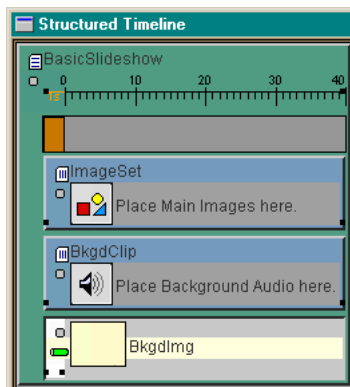 Structured Timeline
BasicSlideshow
0 10 20 30 40
1s
ImageSet
Place Main Images here.
BkgdClip
Place Background Audio here.
BkgdImg